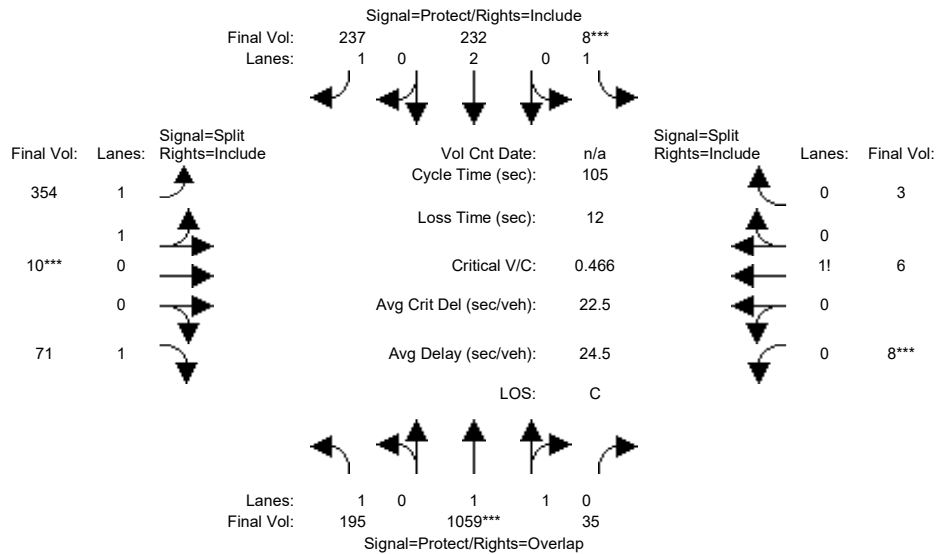 Signal=Protect/Rights=Include
Final Vol: 237 232 8***
Lanes: 1 0 2 0 1
Signal=Split
Final Vol: Lanes: Rights=Include
Vol Cnt Date: n/a
Signal=Split
Rights=Include Lanes: Final Vol:
Cycle Time (sec): 105
354 1
0 3
Loss Time (sec): 12
1
0
10*** 0
Critical V/C: 0.466
1! 6
0
Avg Crit Del (sec/veh): 22.5
0
71 1
Avg Delay (sec/veh): 24.5
0 8***
LOS: C
Lanes: 1 0 1 1 0
Final Vol: 195 1059*** 35
Signal=Protect/Rights=Overlap